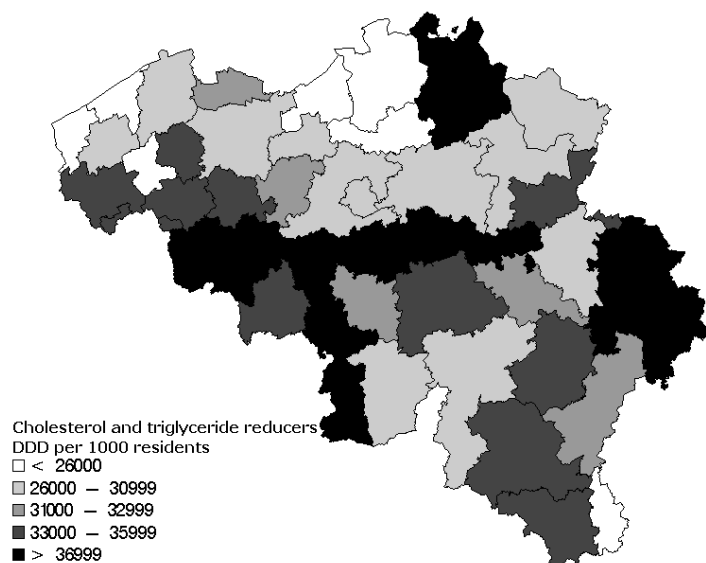 Cholesterol and triglyceride reducers
DDD per 1000 residents
< 26000
26000 – 30999
31000 – 32999
33000 – 35999
> 36999